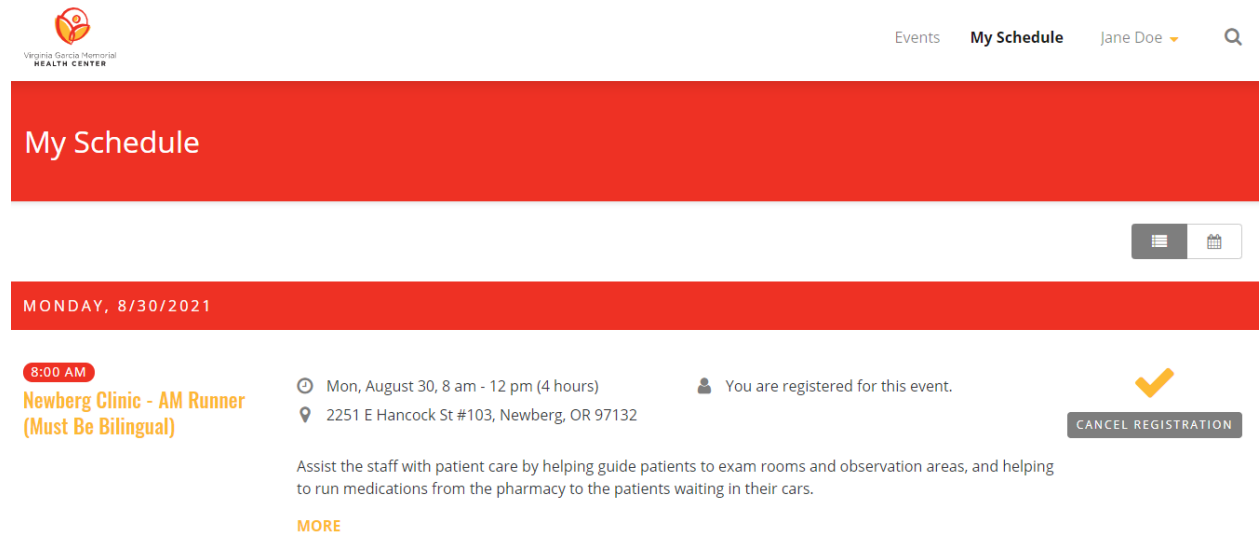 Virginia Garcia Memorial
HEALTH CENTER
Events My Schedule Jane Doe
My Schedule
MONDAY, 8/30/2021
8:00 AM
Newberg Clinic - AM Runner
(Must Be Bilingual)
Mon, August 30, 8 am - 12 pm (4 hours)
2251 E Hancock St #103, Newberg, OR 97132
You are registered for this event.
CANCEL REGISTRATION
Assist the staff with patient care by helping guide patients to exam rooms and observation areas, and helping
to run medications from the pharmacy to the patients waiting in their cars.
MORE